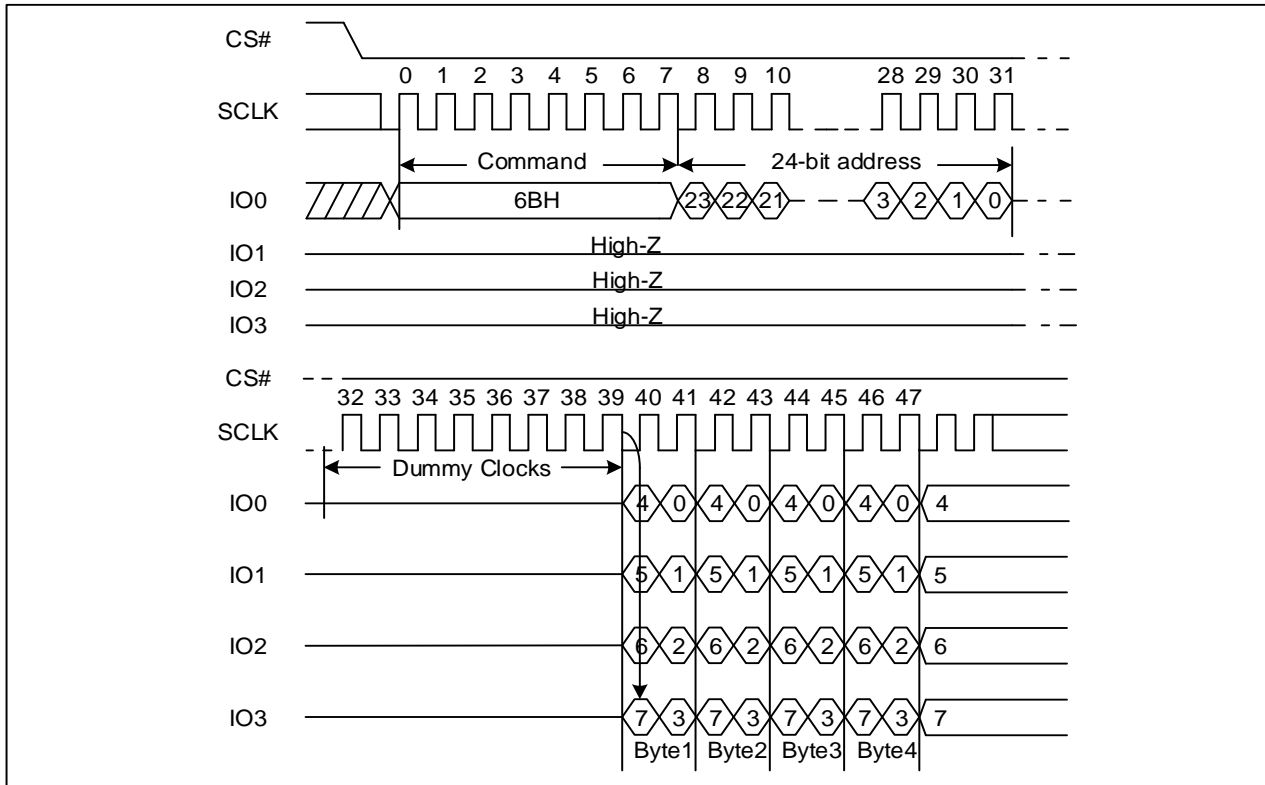 CS#
0 1 2 3 4 5 6 7 8 9 10 28 29 30 31
SCLK
Command 24-bit address
IO0 6BH 23 22 21 3 2 1 0
IO1 High-Z
IO2 High-Z
IO3 High-Z
CS#
32 33 34 35 36 37 38 39 40 41 42 43 44 45 46 47
SCLK
Dummy Clocks
IO0 4 0 4 0 4 0 4 0 4
IO1 5 1 5 1 5 1 5 1 5
IO2 6 2 6 2 6 2 6 2 6
IO3 7 3 7 3 7 3 7 3 7
Byte1 Byte2 Byte3 Byte4